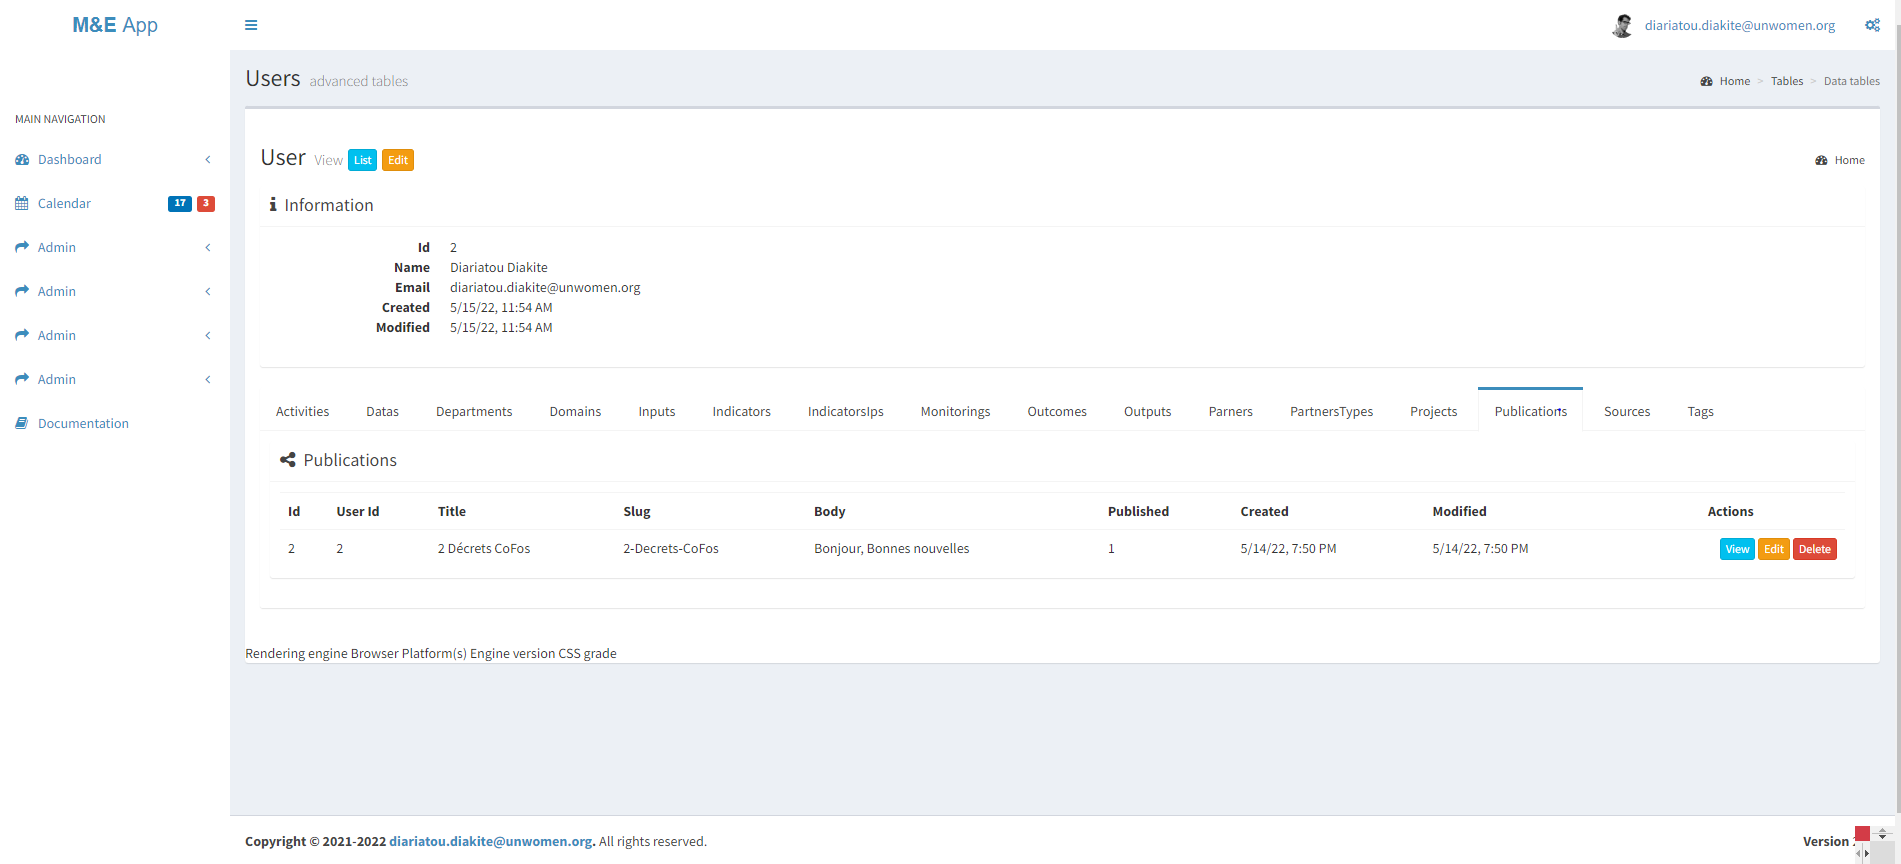 M&E App
diariatou.diakite@unwomen.org
Users advanced tables
Home > Tables > Data tables
MAIN NAVIGATION
Dashboard
Calendar 17 3
Admin
Admin
Admin
Admin
Documentation
User View List Edit
Home
Information
Id 2
Name Diariatou Diakite
Email diariatou.diakite@unwomen.org
Created 5/15/22, 11:54 AM
Modified 5/15/22, 11:54 AM
Activities Datas Departments Domains Inputs Indicators IndicatorsIps Monitorings Outcomes Outputs Parners PartnersTypes Projects Publications Sources Tags
Publications
Id User Id Title Slug Body Published Created Modified Actions
2 2 2 Décrets CoFos 2-Decrets-CoFos Bonjour, Bonnes nouvelles 1 5/14/22, 7:50 PM 5/14/22, 7:50 PM View Edit Delete
Rendering engine Browser Platform(s) Engine version CSS grade
Copyright © 2021-2022 diariatou.diakite@unwomen.org. All rights reserved.
Version